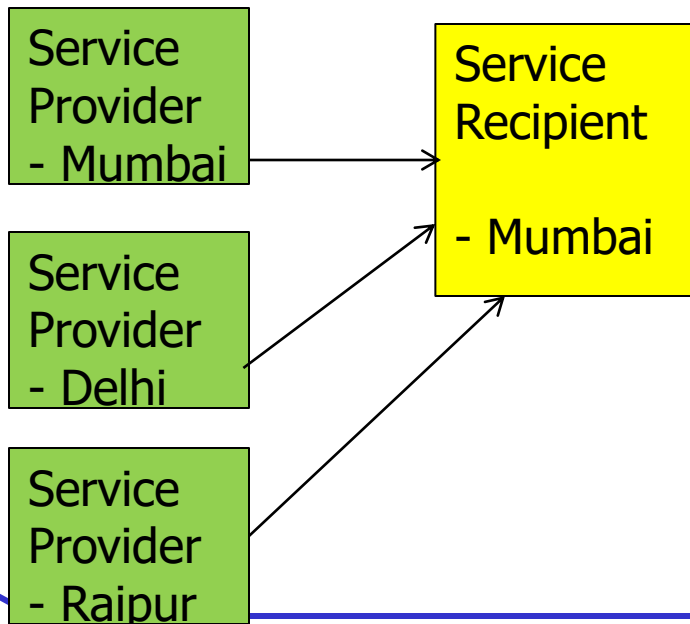 Service
Provider
- Mumbai
Service
Recipient
- Mumbai
Service
Provider
- Delhi
Service
Provider
- Raipur